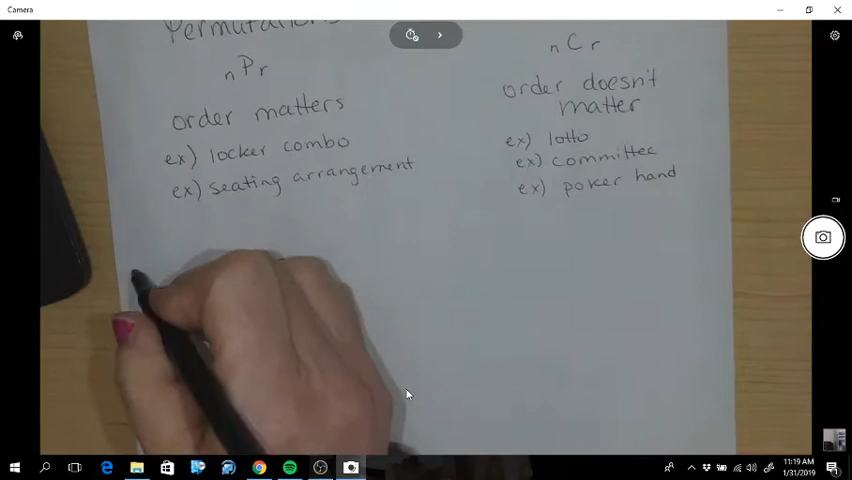 Camera
Permutations
nPr
order matters
ex) locker combo
ex) seating arrangement
nCr
order doesn't
matter
ex) lotto
ex) committee
ex) poker hand
11:19 AM
1/31/2019